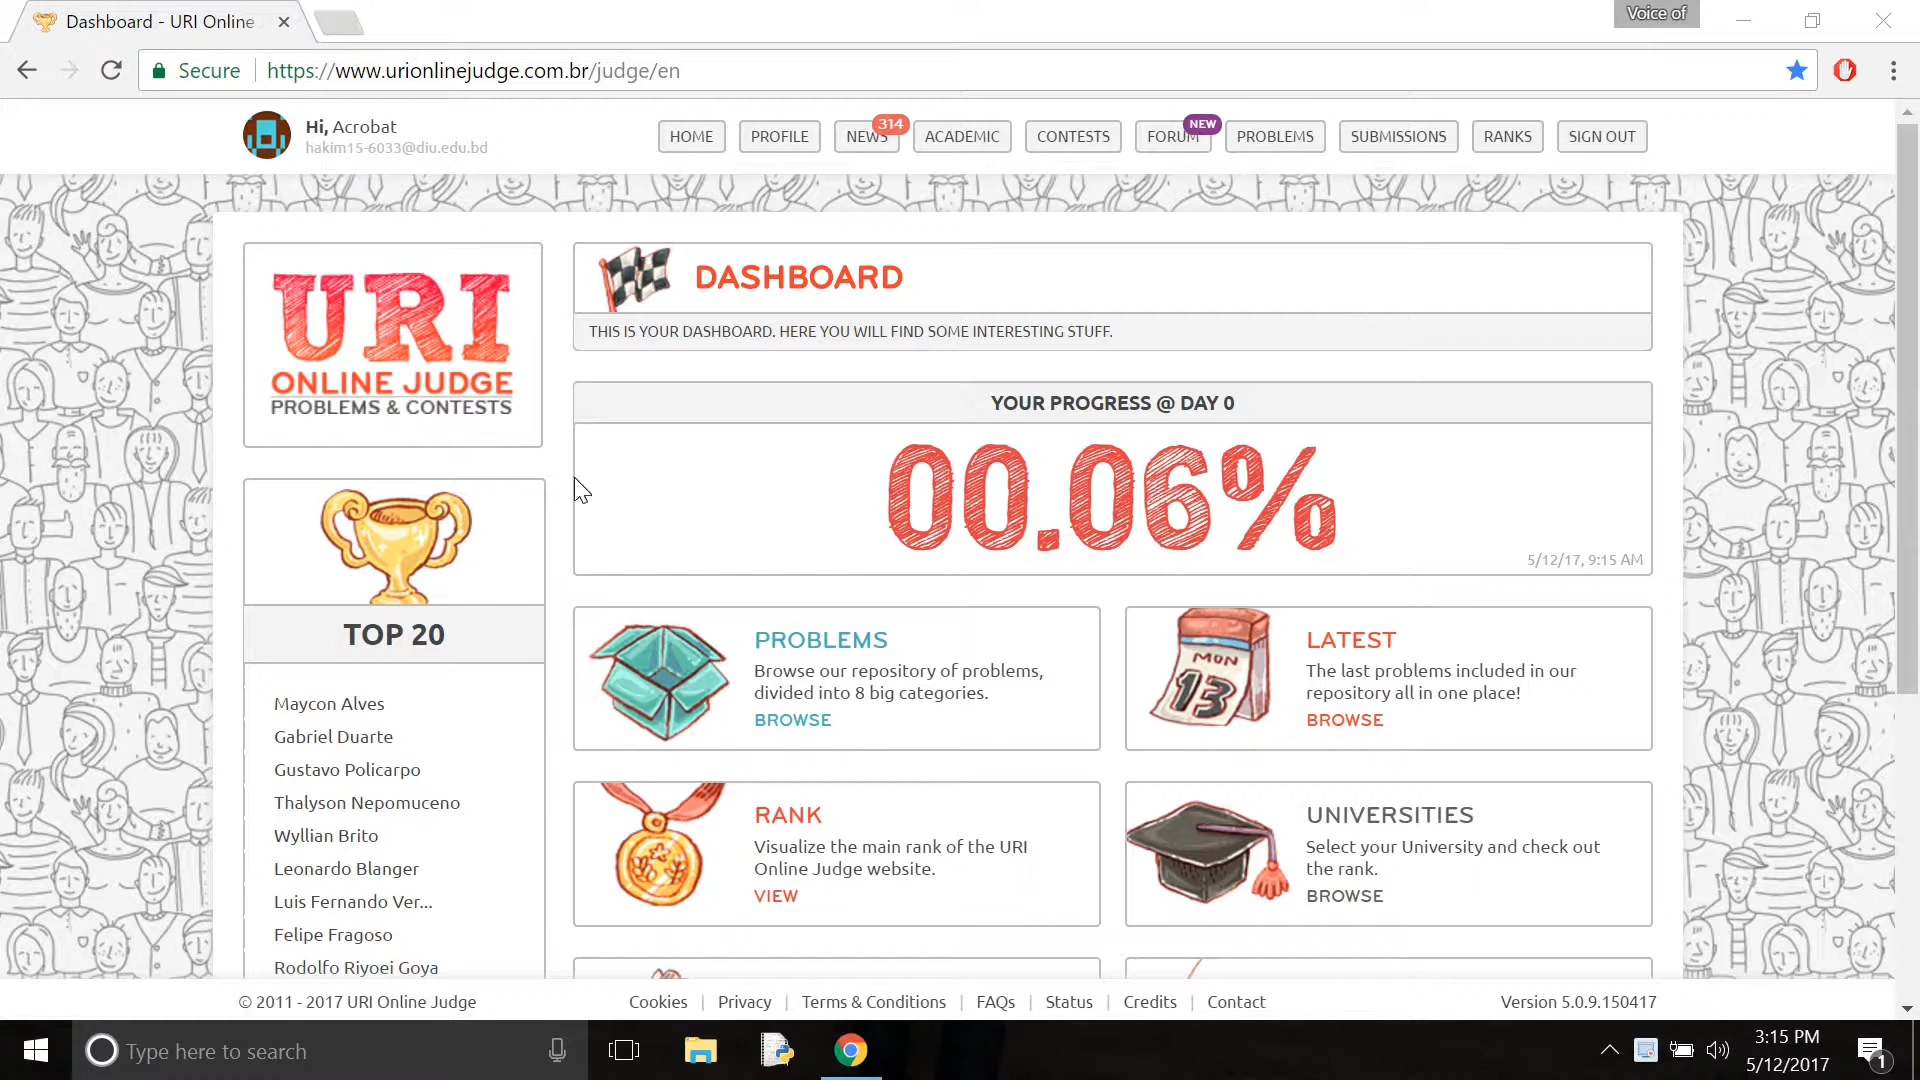 Dashboard - URI Online
Voice of
Secure
https://www.urionlinejudge.com.br/judge/en
Hi, Acrobat
hakim15-6033@diu.edu.bd
HOME
PROFILE
NEWS
314
ACADEMIC
CONTESTS
FORUM
NEW
PROBLEMS
SUBMISSIONS
RANKS
SIGN OUT
URI
ONLINE JUDGE
PROBLEMS & CONTESTS
DASHBOARD
THIS IS YOUR DASHBOARD. HERE YOU WILL FIND SOME INTERESTING STUFF.
YOUR PROGRESS @ DAY 0
00.06%
5/12/17, 9:15 AM
TOP 20
Maycon Alves
Gabriel Duarte
Gustavo Policarpo
Thalyson Nepomuceno
Wyllian Brito
Leonardo Blanger
Luis Fernando Ver...
Felipe Fragoso
Rodolfo Riyoei Goya
PROBLEMS
Browse our repository of problems,
divided into 8 big categories.
BROWSE
MON
13
LATEST
The last problems included in our
repository all in one place!
BROWSE
RANK
Visualize the main rank of the URI
Online Judge website.
VIEW
UNIVERSITIES
Select your University and check out
the rank.
BROWSE
© 2011 - 2017 URI Online Judge
Cookies | Privacy | Terms & Conditions | FAQs | Status | Credits | Contact
Version 5.0.9.150417
Type here to search
3:15 PM
5/12/2017
1